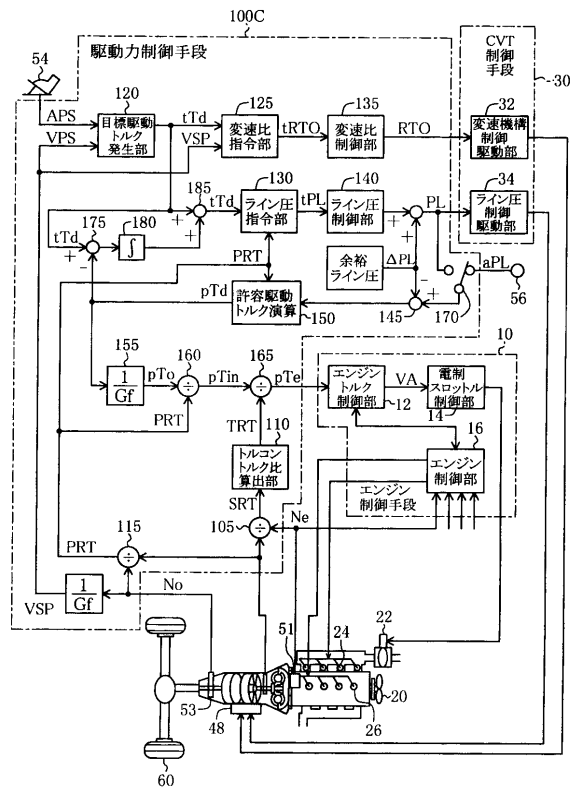 100C
54
駆動力制御手段
CVT
制御
手段
30
APS
120
目標駆動
トルク
発生部
VPS
tTd
VSP
125
変速比
指令部
tRTO
135
変速比
制御部
RTO
32
変速機構
制御
駆動部
185
tTd
130
ライン圧
指令部
tPL
140
ライン圧
制御部
PL
34
ライン圧
制御
駆動部
175
180
tTd
∫
+
−
+
+
+
+
PRT
余裕
ライン圧
ΔPL
−
+
aPL
56
pTd
許容駆動
トルク演算
150
145
170
10
155
1
Gf
pTo
160
÷
pTin
165
÷
pTe
エンジン
トルク
制御部
12
VA
電制
スロットル
制御部
14
PRT
TRT
110
トルコン
トルク比
算出部
16
エンジン
制御部
エンジン
制御手段
SRT
105
÷
Ne
115
PRT
÷
1
Gf
VSP
No
51
24
22
20
53
48
26
60